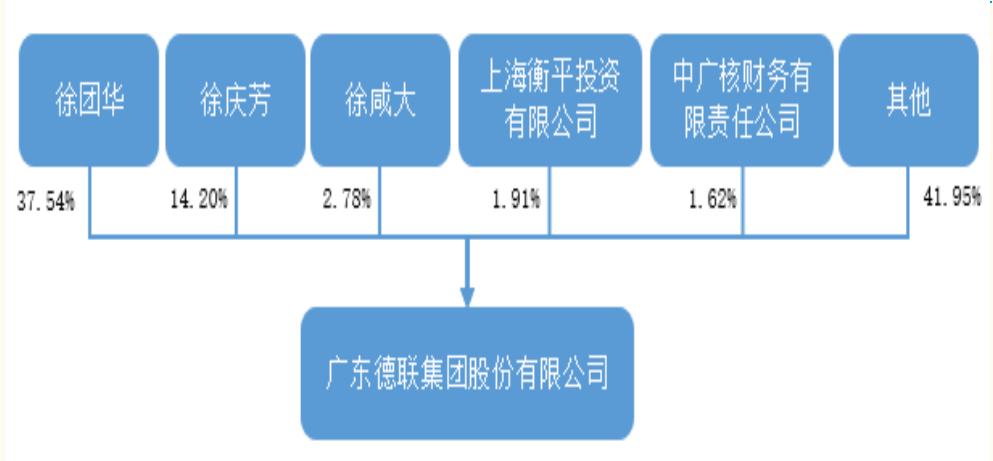 徐团华
徐庆芳
徐咸大
上海衡平投资
有限公司
中广核财务有
限责任公司
其他
37.54%
14.20%
2.78%
1.91%
1.62%
41.95%
广东德联集团股份有限公司